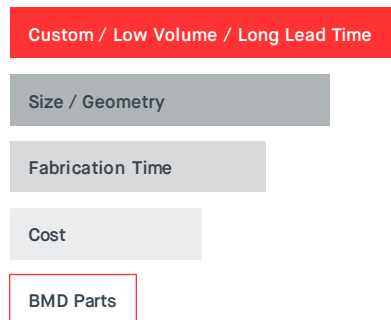 Custom / Low Volume / Long Lead Time
Size / Geometry
Fabrication Time
Cost
BMD Parts